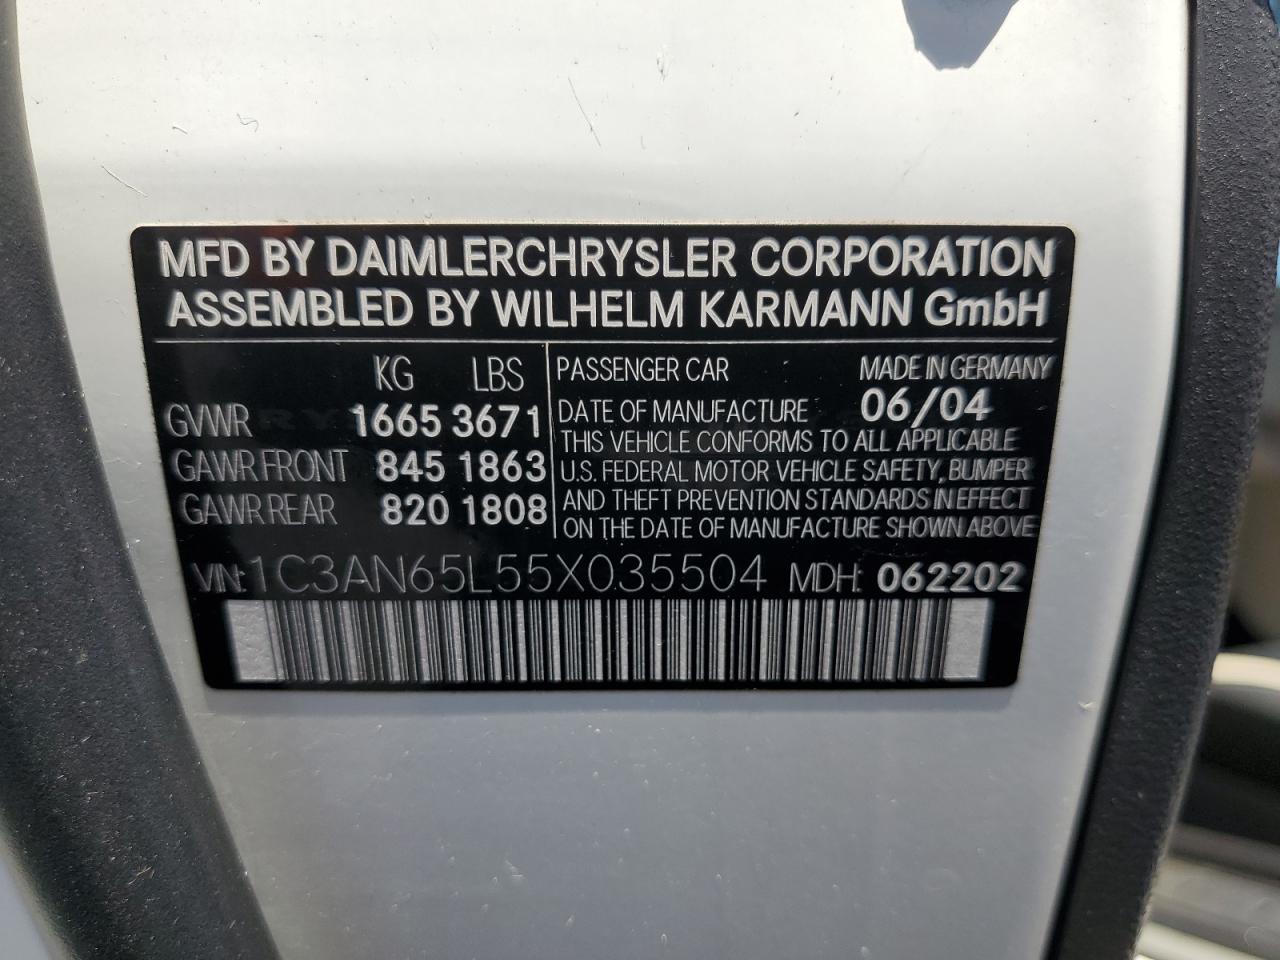 MFD BY DAIMLERCHRYSLER CORPORATION
ASSEMBLED BY WILHELM KARMANN GmbH
KG LBS
GVWR 1665 3671
GAWR FRONT 845 1863
GAWR REAR 820 1808
PASSENGER CAR MADE IN GERMANY
DATE OF MANUFACTURE 06/04
THIS VEHICLE CONFORMS TO ALL APPLICABLE
U.S. FEDERAL MOTOR VEHICLE SAFETY, BUMPER
AND THEFT PREVENTION STANDARDS IN EFFECT
ON THE DATE OF MANUFACTURE SHOWN ABOVE
VIN: 1C3AN65L55X035504 MDH: 062202